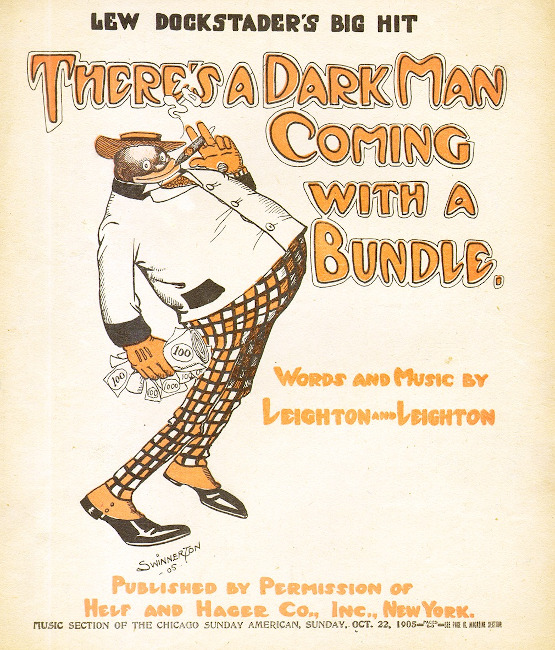 LEW DOCKSTADER'S BIG HIT
THERE'S A DARK MAN
COMING
WITH A
BUNDLE.
100
100
100
1000
100
WORDS AND MUSIC BY
LEIGHTON AND LEIGHTON
SWINNERTON
-05
PUBLISHED BY PERMISSION OF
HELF AND HAGER CO., INC., NEW YORK.
MUSIC SECTION OF THE CHICAGO SUNDAY AMERICAN, SUNDAY, OCT. 22, 1905